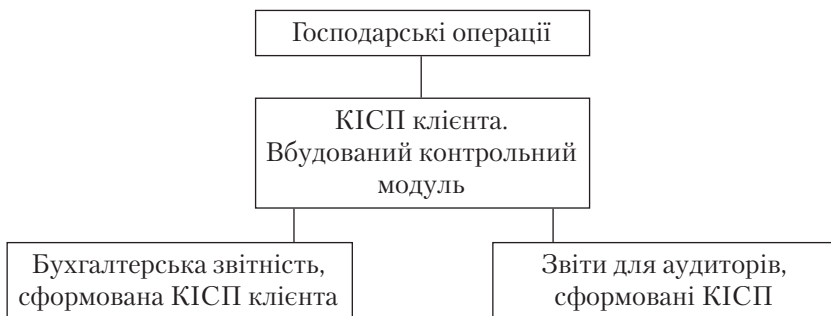 Господарські операції
КІСП клієнта.
Вбудований контрольний
модуль
Бухгалтерська звітність,
сформована КІСП клієнта
Звіти для аудиторів,
сформовані КІСП